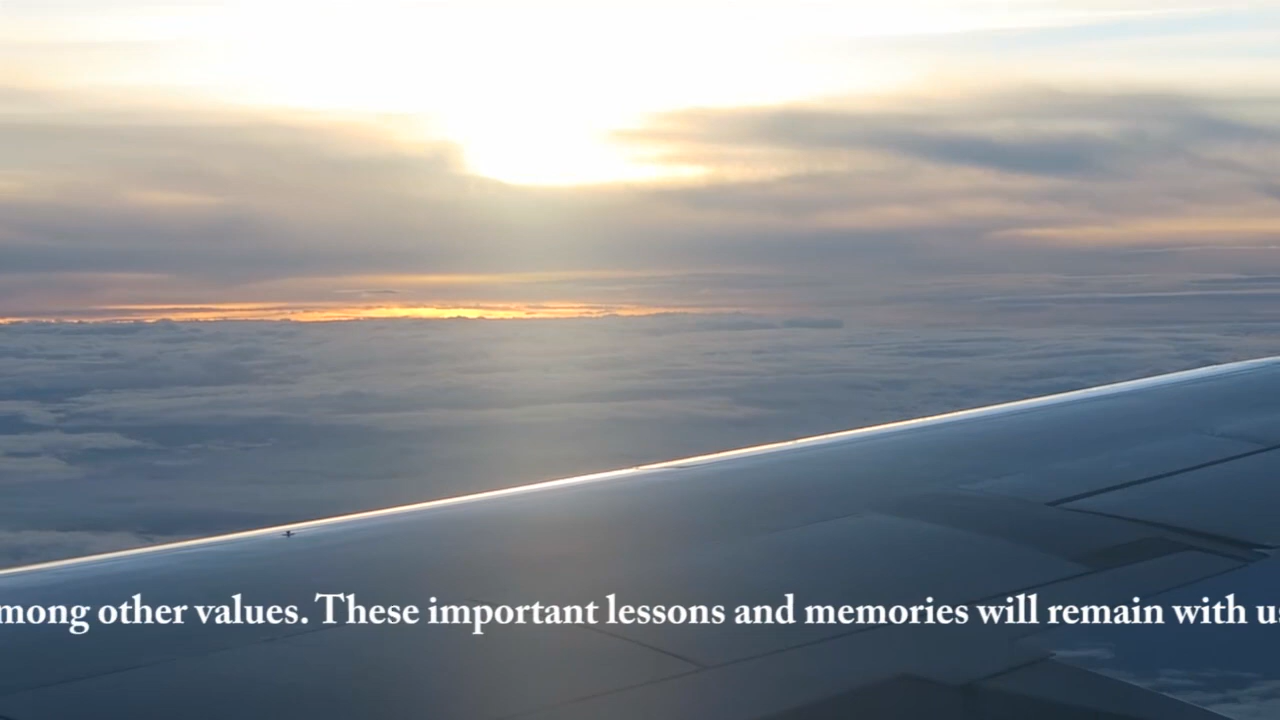 mong other values. These important lessons and memories will remain with us